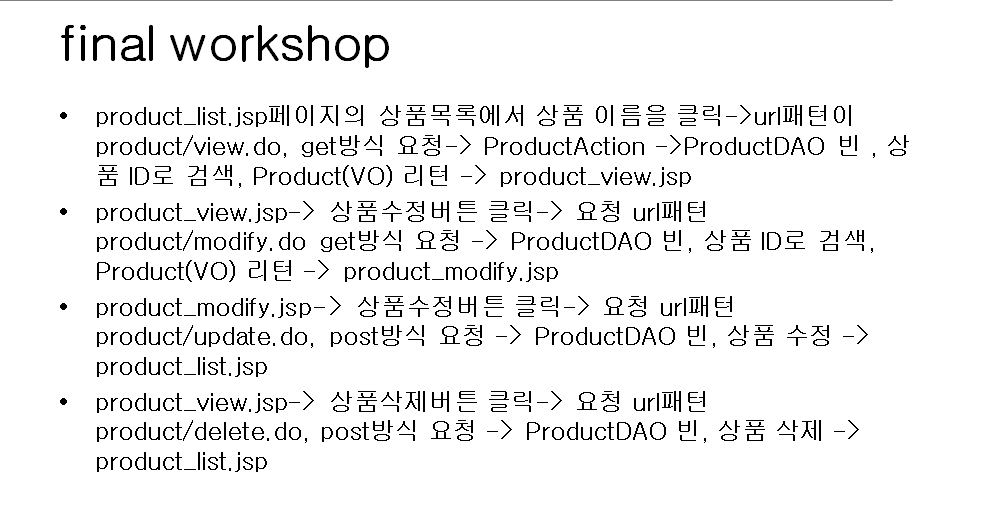 final workshop
• product_list.jsp페이지의 상품목록에서 상품 이름을 클릭->url패턴이
product/view.do, get방식 요청-> ProductAction ->ProductDAO 빈 , 상
품 ID로 검색, Product(VO) 리턴 -> product_view.jsp
• product_view.jsp-> 상품수정버튼 클릭-> 요청 url패턴
product/modify.do get방식 요청 -> ProductDAO 빈, 상품 ID로 검색,
Product(VO) 리턴 -> product_modify.jsp
• product_modify.jsp-> 상품수정버튼 클릭-> 요청 url패턴
product/update.do, post방식 요청 -> ProductDAO 빈, 상품 수정 ->
product_list.jsp
• product_view.jsp-> 상품삭제버튼 클릭-> 요청 url패턴
product/delete.do, post방식 요청 -> ProductDAO 빈, 상품 삭제 ->
product_list.jsp